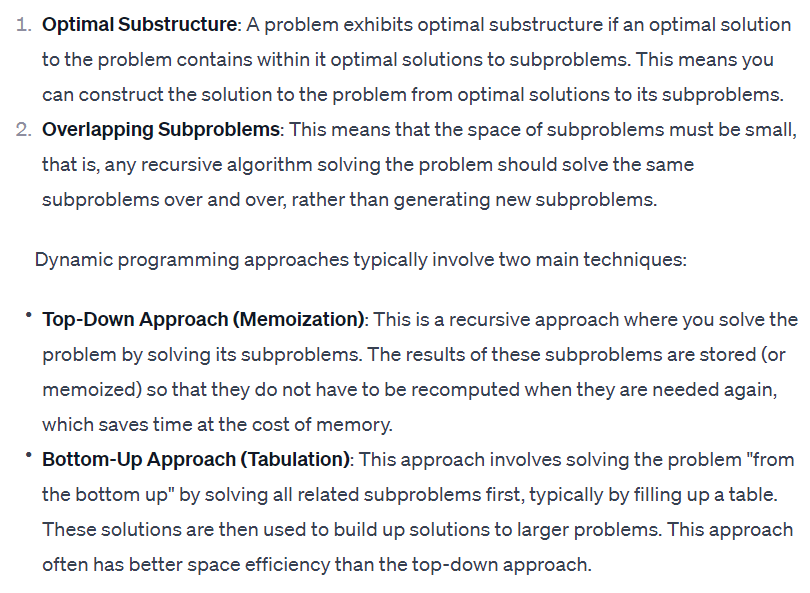 1. Optimal Substructure: A problem exhibits optimal substructure if an optimal solution
to the problem contains within it optimal solutions to subproblems. This means you
can construct the solution to the problem from optimal solutions to its subproblems.
2. Overlapping Subproblems: This means that the space of subproblems must be small,
that is, any recursive algorithm solving the problem should solve the same
subproblems over and over, rather than generating new subproblems.
Dynamic programming approaches typically involve two main techniques:
• Top-Down Approach (Memoization): This is a recursive approach where you solve the
problem by solving its subproblems. The results of these subproblems are stored (or
memoized) so that they do not have to be recomputed when they are needed again,
which saves time at the cost of memory.
• Bottom-Up Approach (Tabulation): This approach involves solving the problem "from
the bottom up" by solving all related subproblems first, typically by filling up a table.
These solutions are then used to build up solutions to larger problems. This approach
often has better space efficiency than the top-down approach.